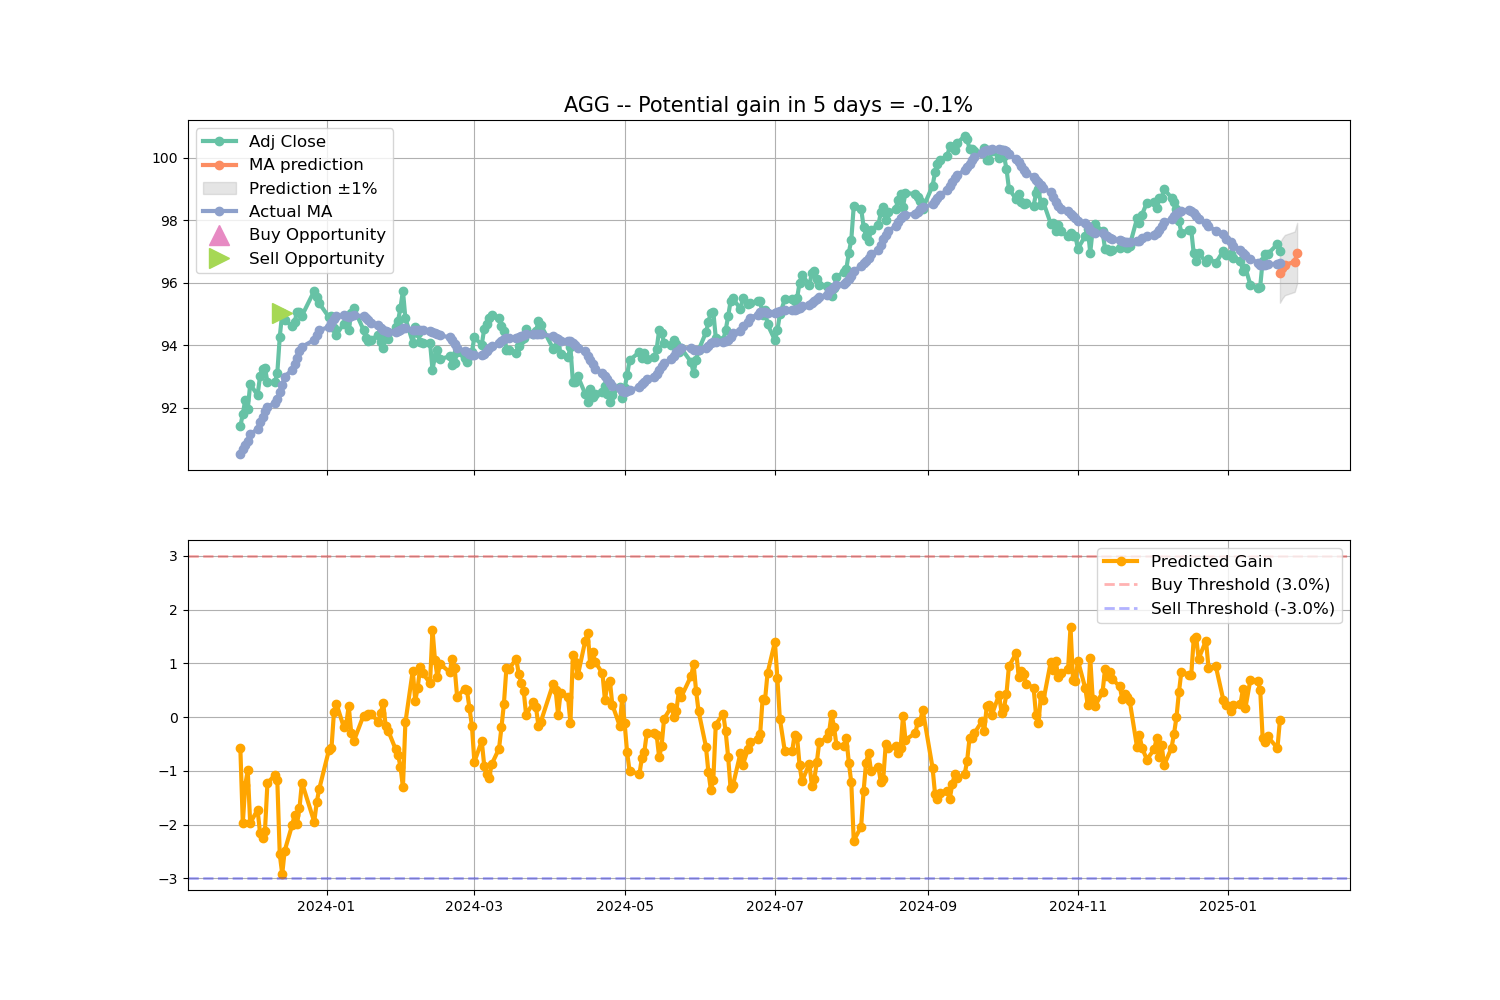 AGG -- Potential gain in 5 days = -0.1%
Adj Close
MA prediction
Prediction ±1%
Actual MA
Buy Opportunity
Sell Opportunity
100
98
96
94
92
Predicted Gain
Buy Threshold (3.0%)
Sell Threshold (-3.0%)
3
2
1
0
−1
−2
−3
2024-01
2024-03
2024-05
2024-07
2024-09
2024-11
2025-01